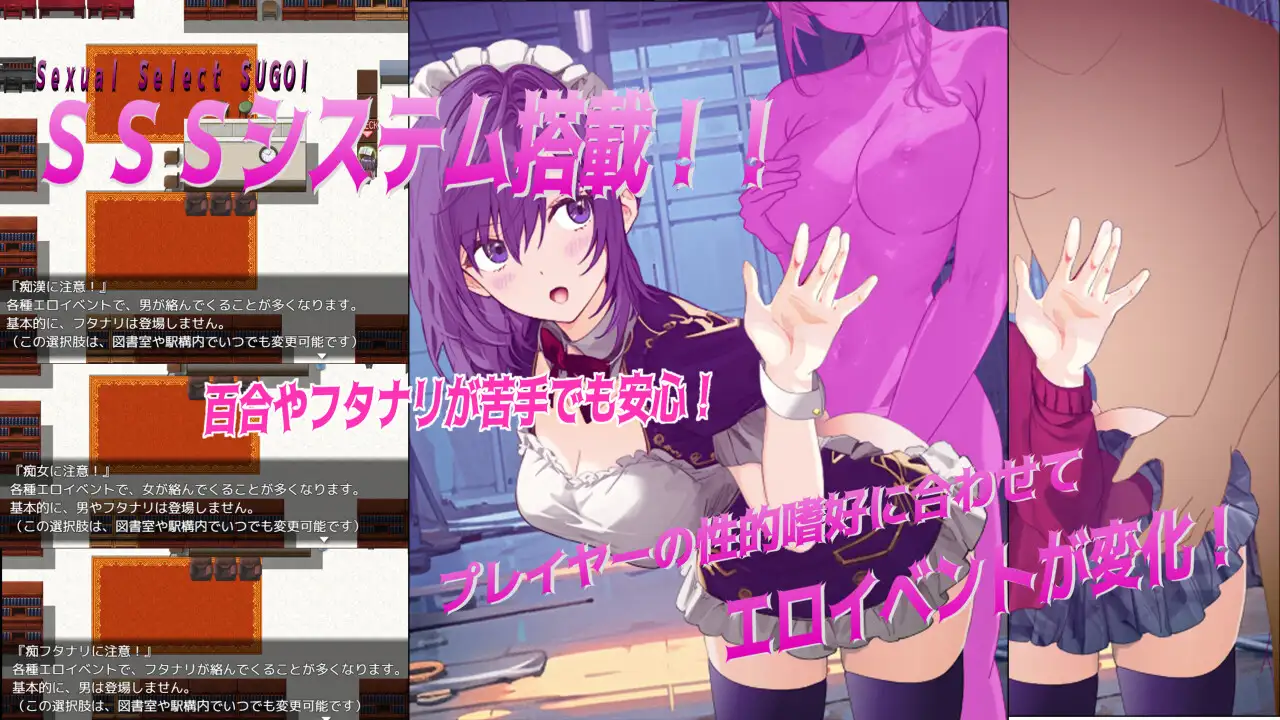 Sexual Select SUGOI
SSSシステム搭載！！
『痴漢に注意！』
各種エロイベントで、男が絡んでくることが多くなります。
基本的に、フタナリは登場しません。
（この選択肢は、図書室や駅構内でいつでも変更可能です）
百合やフタナリが苦手でも安心！
『痴女に注意！』
各種エロイベントで、女が絡んでくることが多くなります。
基本的に、男やフタナリは登場しません。
（この選択肢は、図書室や駅構内でいつでも変更可能です）
プレイヤーの性的嗜好に合わせて
エロイベントが変化！
『痴フタナリに注意！』
各種エロイベントで、フタナリが絡んでくることが多くなります。
基本的に、男は登場しません。
（この選択肢は、図書室や駅構内でいつでも変更可能です）